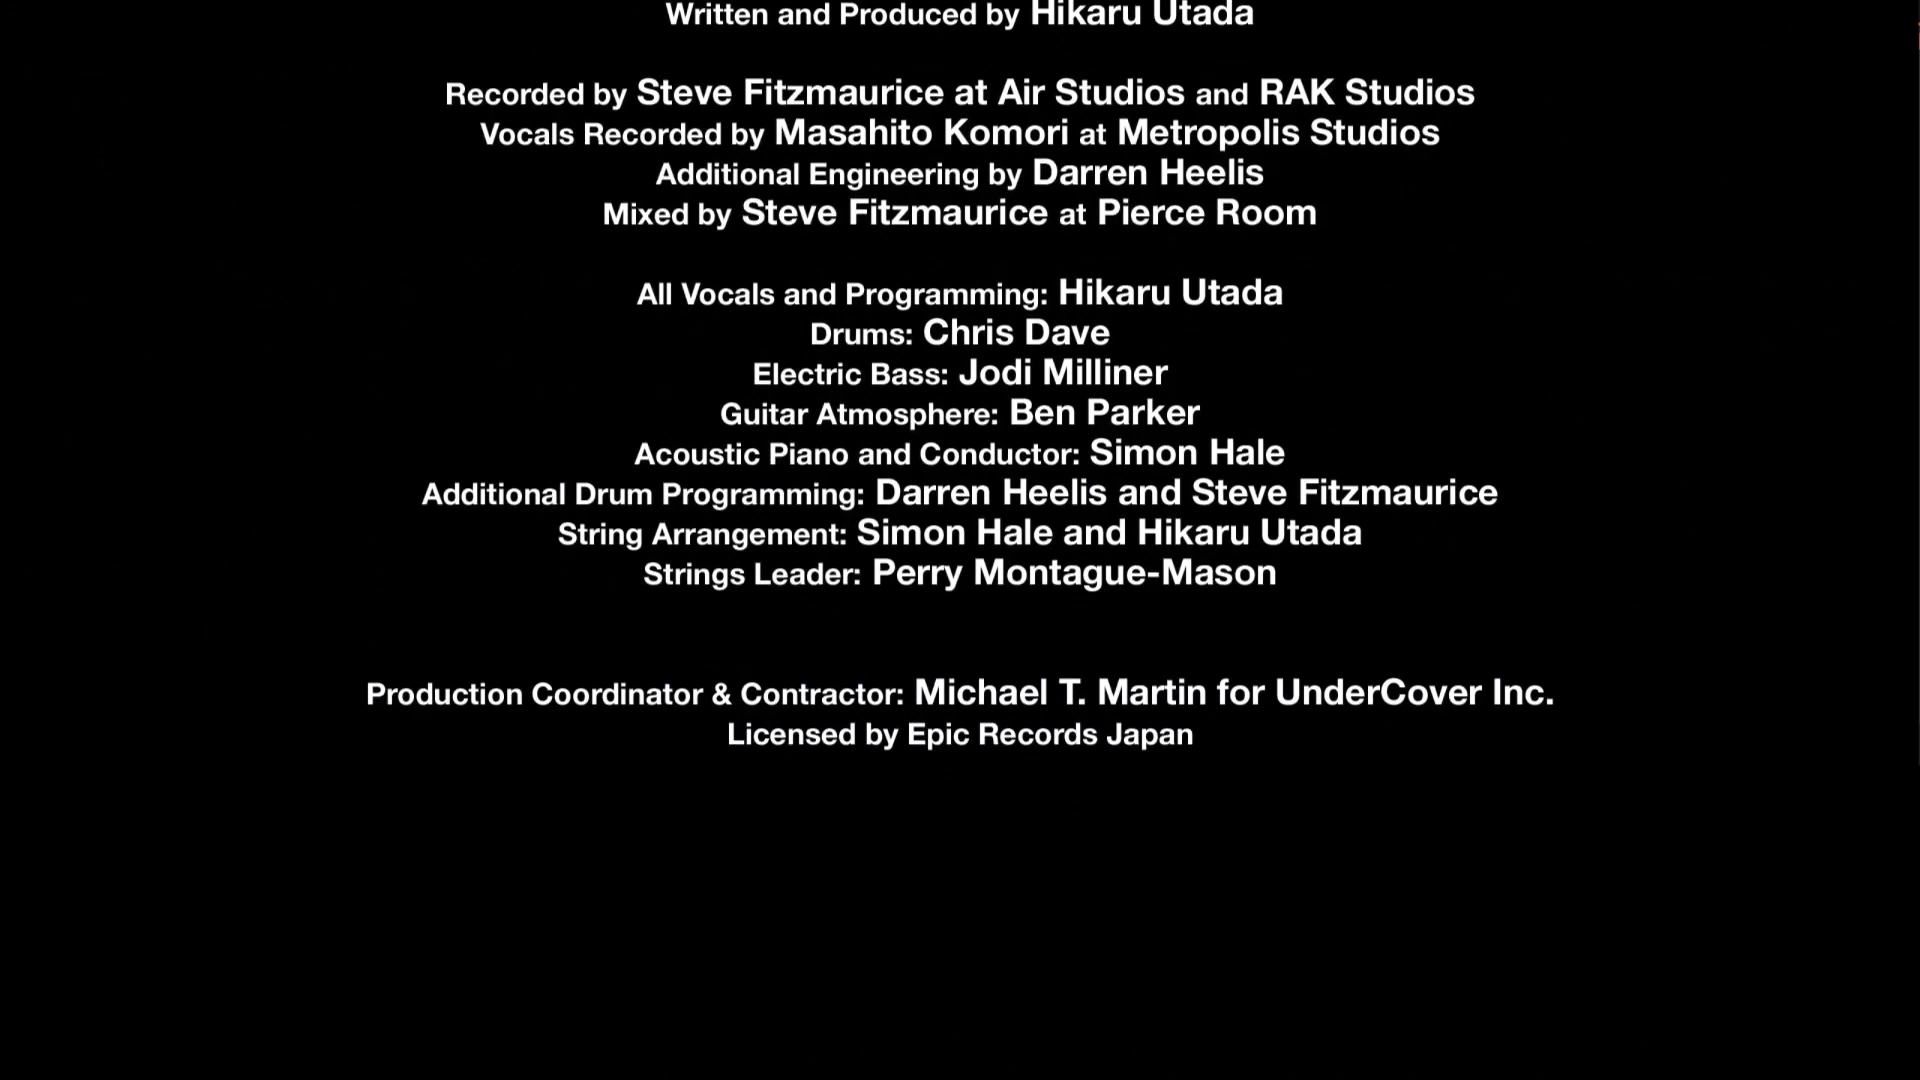 Written and Produced by Hikaru Utada
Recorded by Steve Fitzmaurice at Air Studios and RAK Studios
Vocals Recorded by Masahito Komori at Metropolis Studios
Additional Engineering by Darren Heelis
Mixed by Steve Fitzmaurice at Pierce Room
All Vocals and Programming: Hikaru Utada
Drums: Chris Dave
Electric Bass: Jodi Milliner
Guitar Atmosphere: Ben Parker
Acoustic Piano and Conductor: Simon Hale
Additional Drum Programming: Darren Heelis and Steve Fitzmaurice
String Arrangement: Simon Hale and Hikaru Utada
Strings Leader: Perry Montague-Mason
Production Coordinator & Contractor: Michael T. Martin for UnderCover Inc.
Licensed by Epic Records Japan